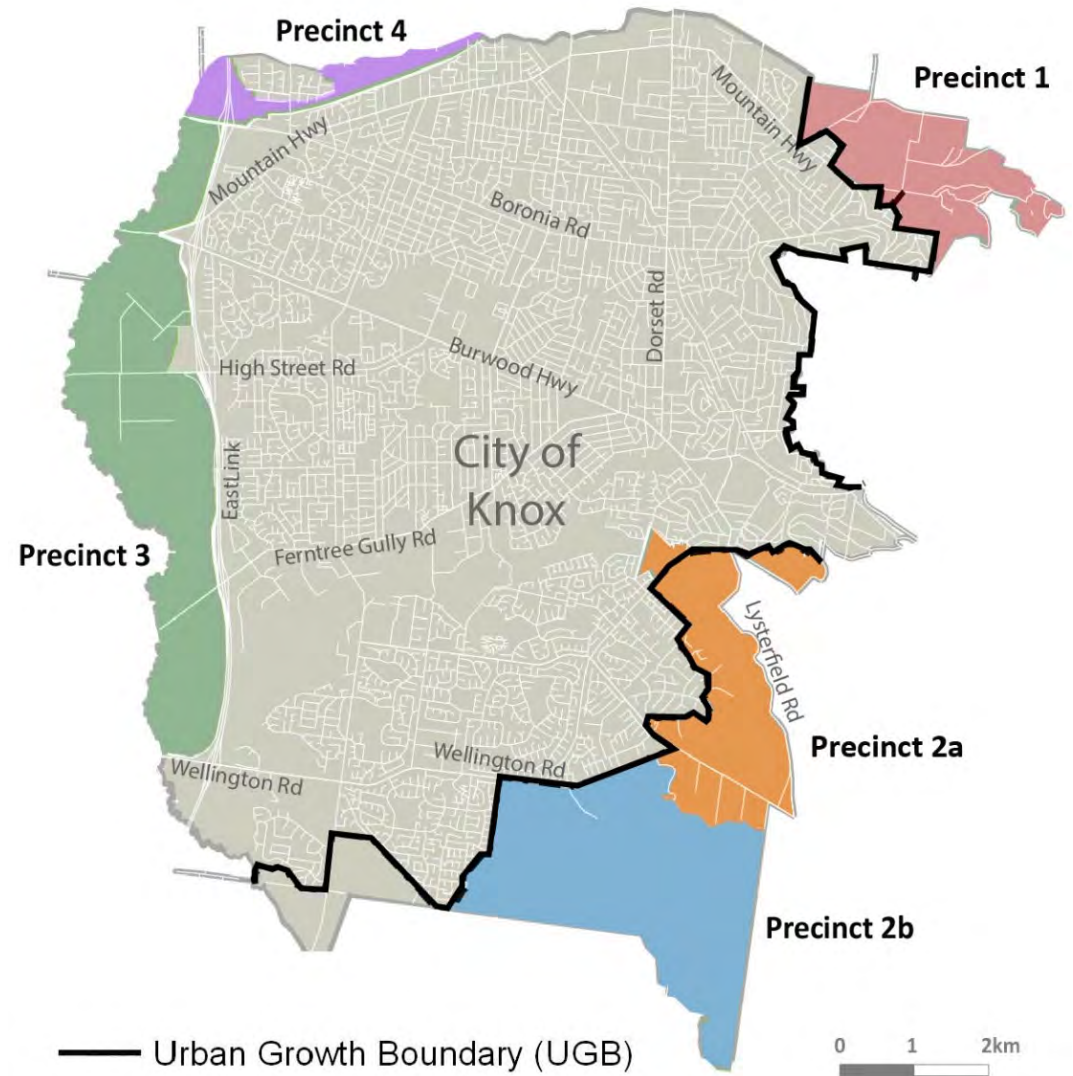 Precinct 4
Precinct 1
Mountain Hwy
Mountain Hwy
Boronia Rd
Dorset Rd
High Street Rd
Burwood Hwy
City of
Knox
EastLink
Precinct 3
Ferntree Gully Rd
Lysterfield Rd
Precinct 2a
Wellington Rd
Wellington Rd
Precinct 2b
Urban Growth Boundary (UGB)
0 1 2km